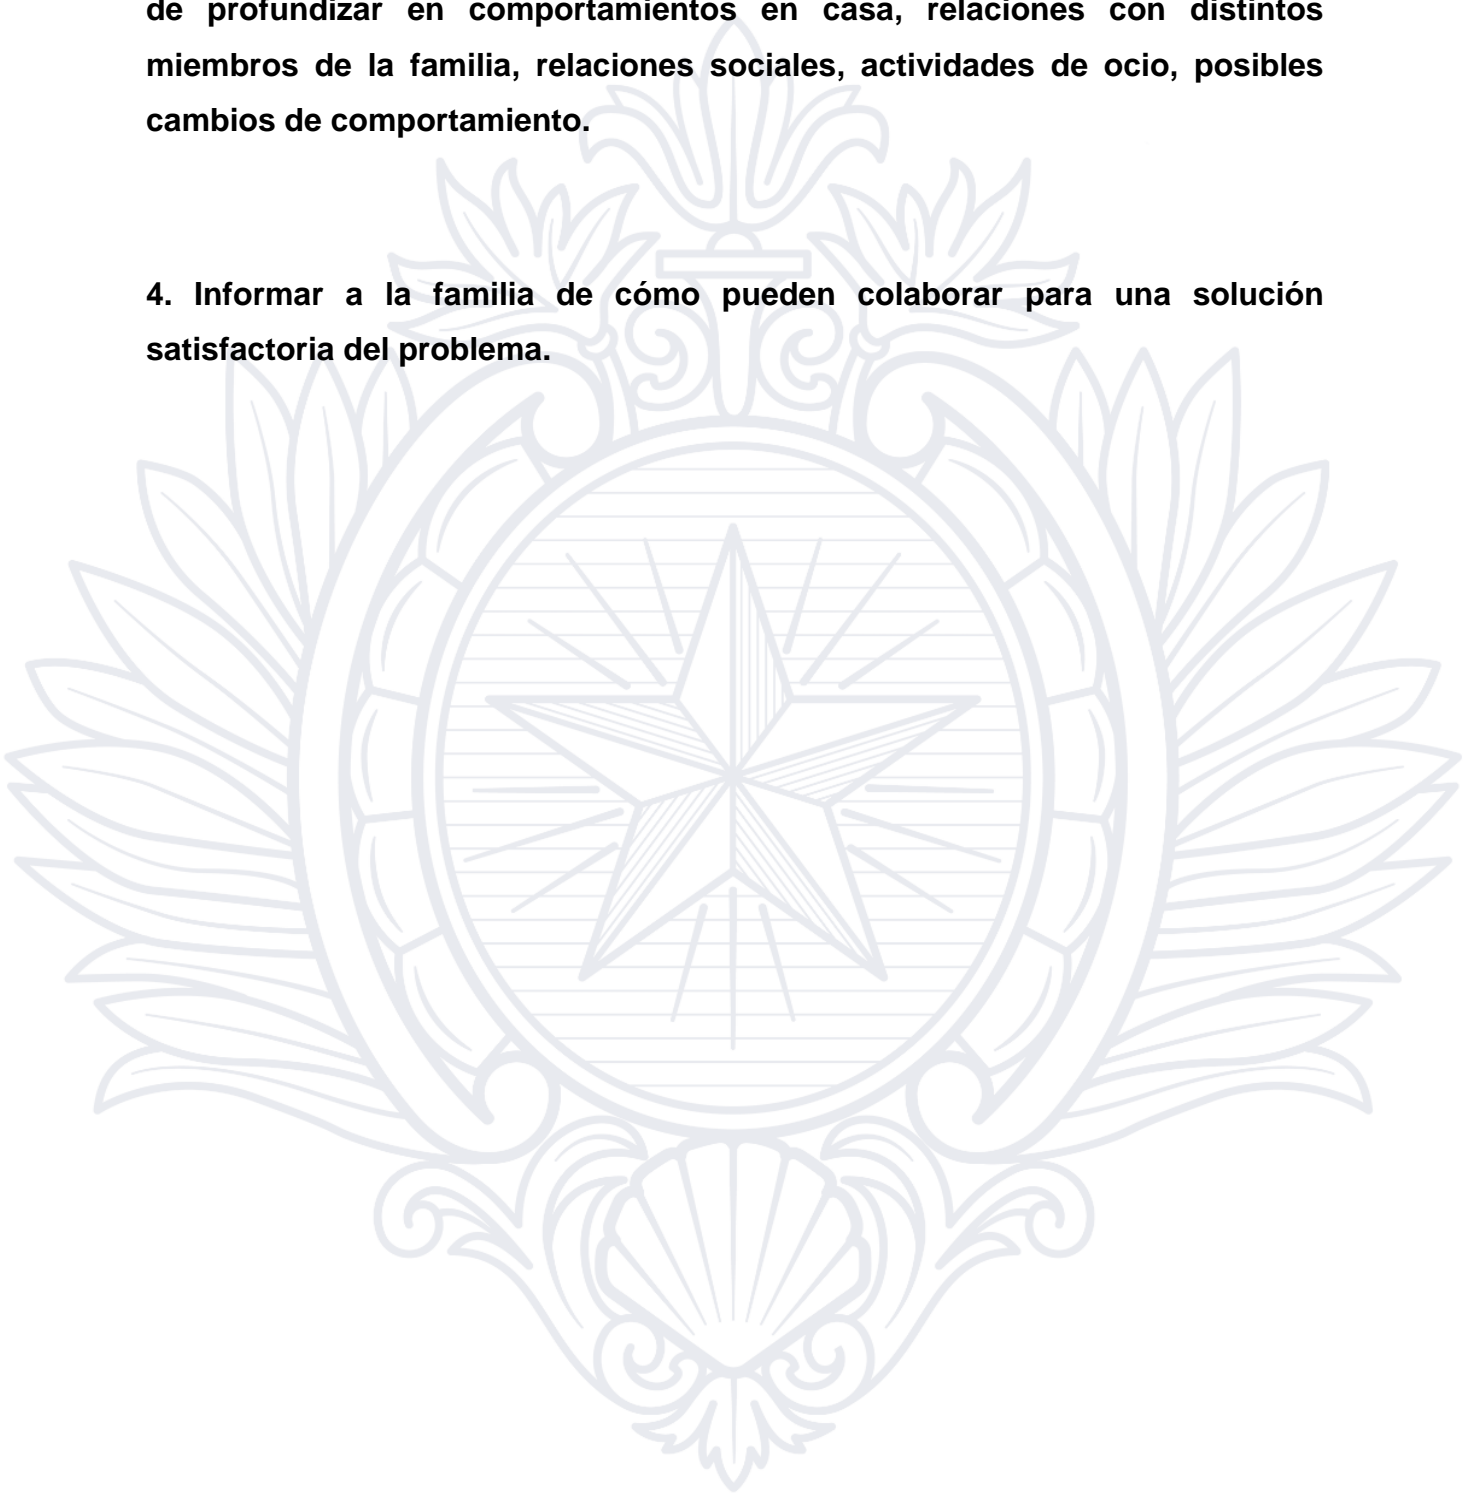 de profundizar en comportamientos en casa, relaciones con distintos
miembros de la familia, relaciones sociales, actividades de ocio, posibles
cambios de comportamiento.
4. Informar a la familia de cómo pueden colaborar para una solución
satisfactoria del problema.